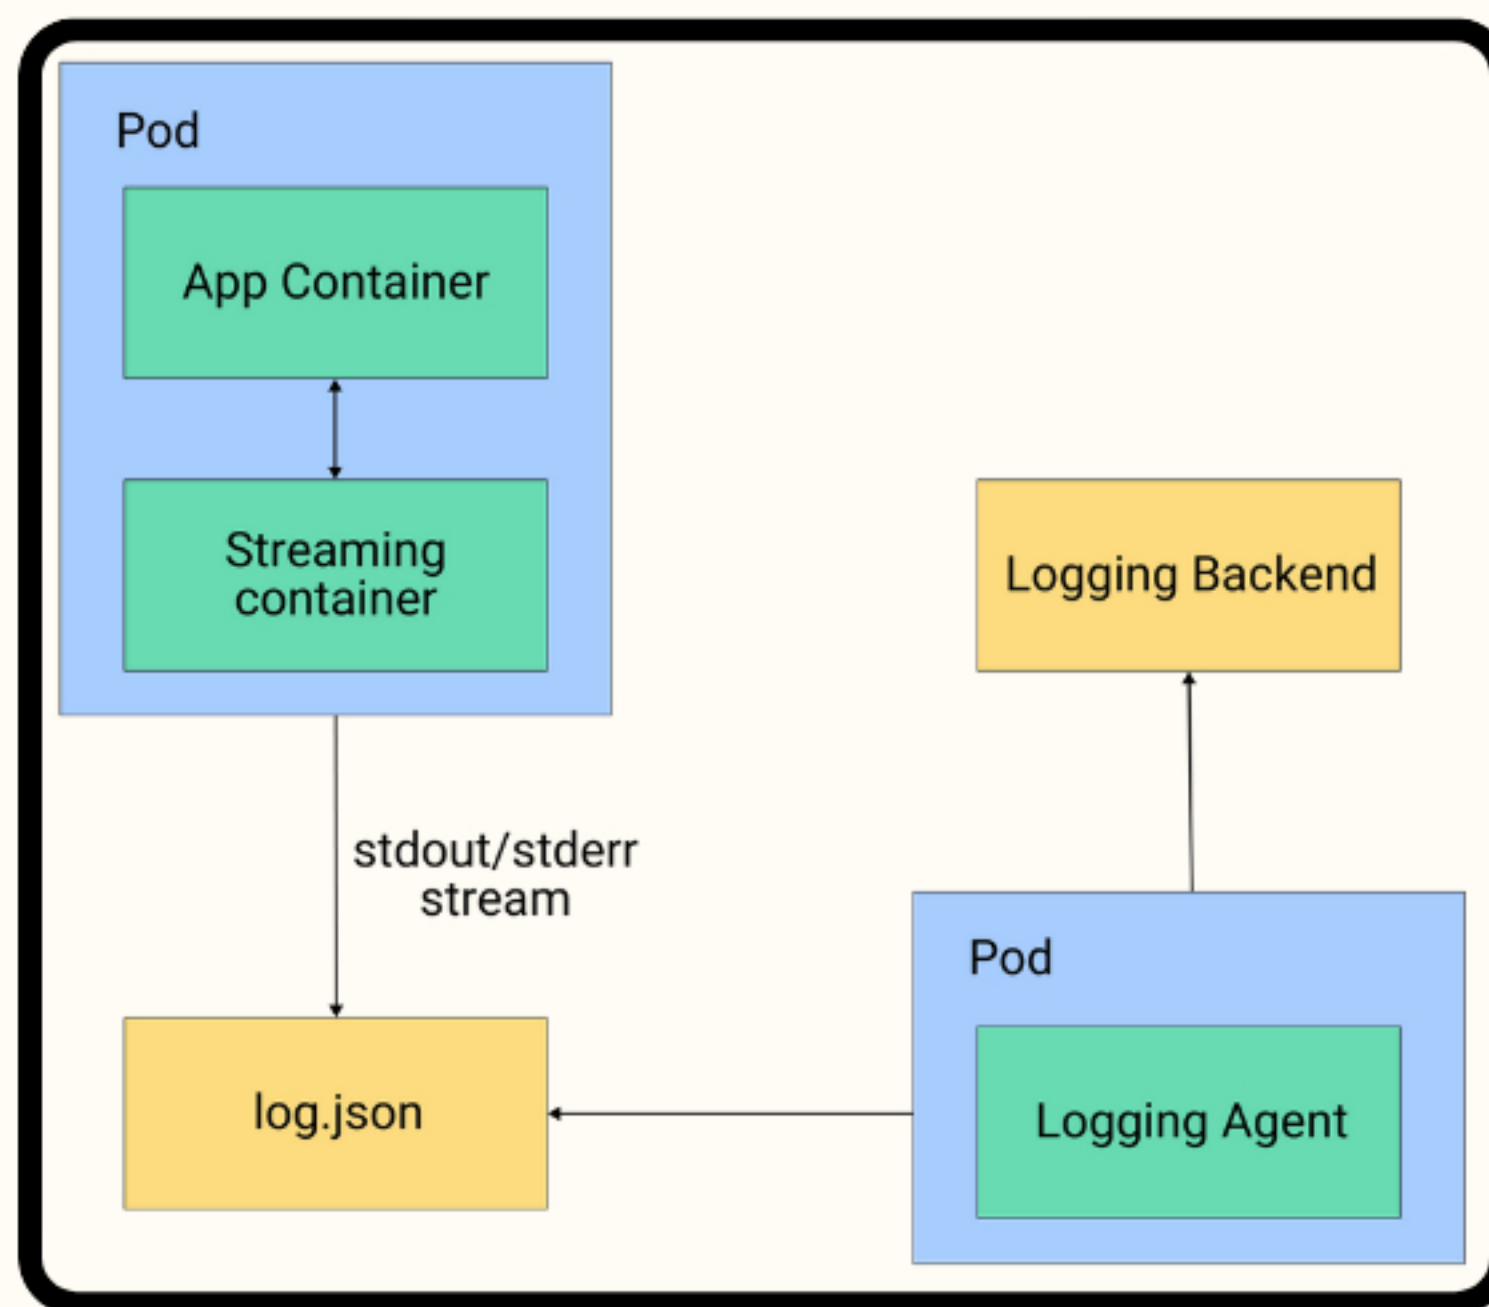 Pod
App Container
Streaming
container
Logging Backend
stdout/stderr
stream
Pod
log.json
Logging Agent